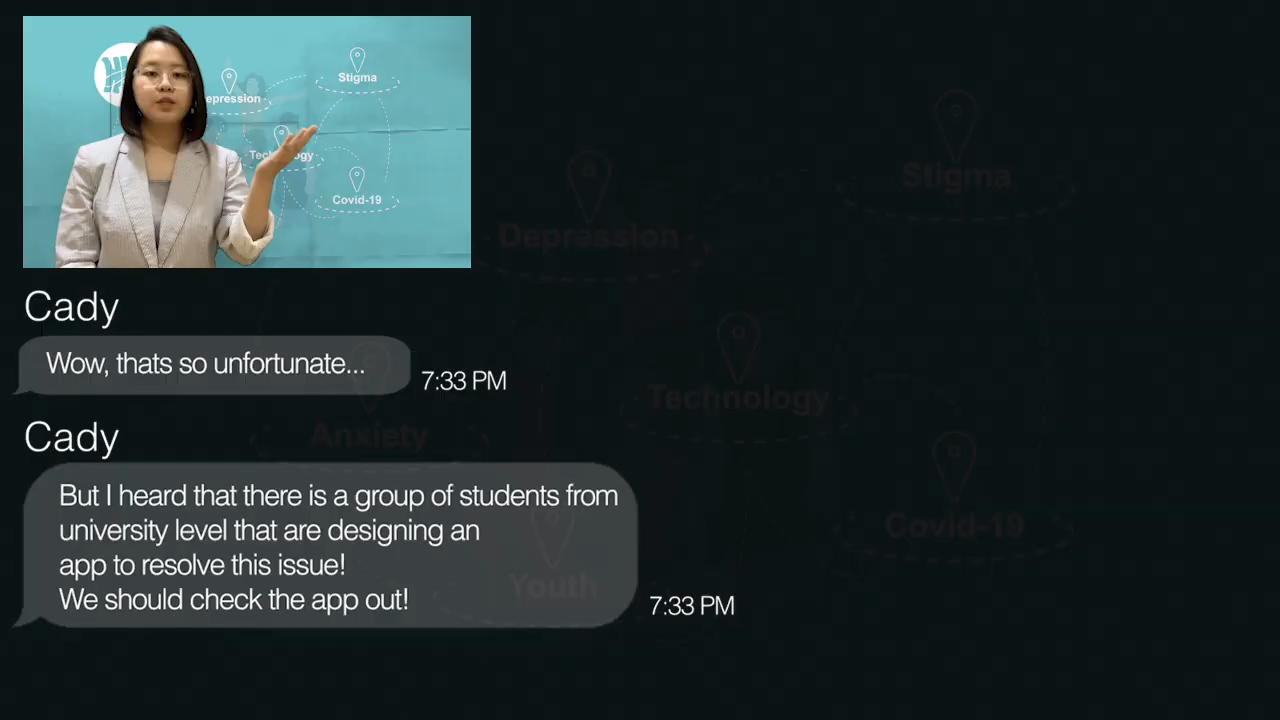 epression
Stigma
Technology
Covid-19
Cady
Wow, thats so unfortunate...
7:33 PM
Cady
But I heard that there is a group of students from
university level that are designing an
app to resolve this issue!
We should check the app out!
7:33 PM
Stigma
Depression
Technology
Anxiety
Covid-19
Youth